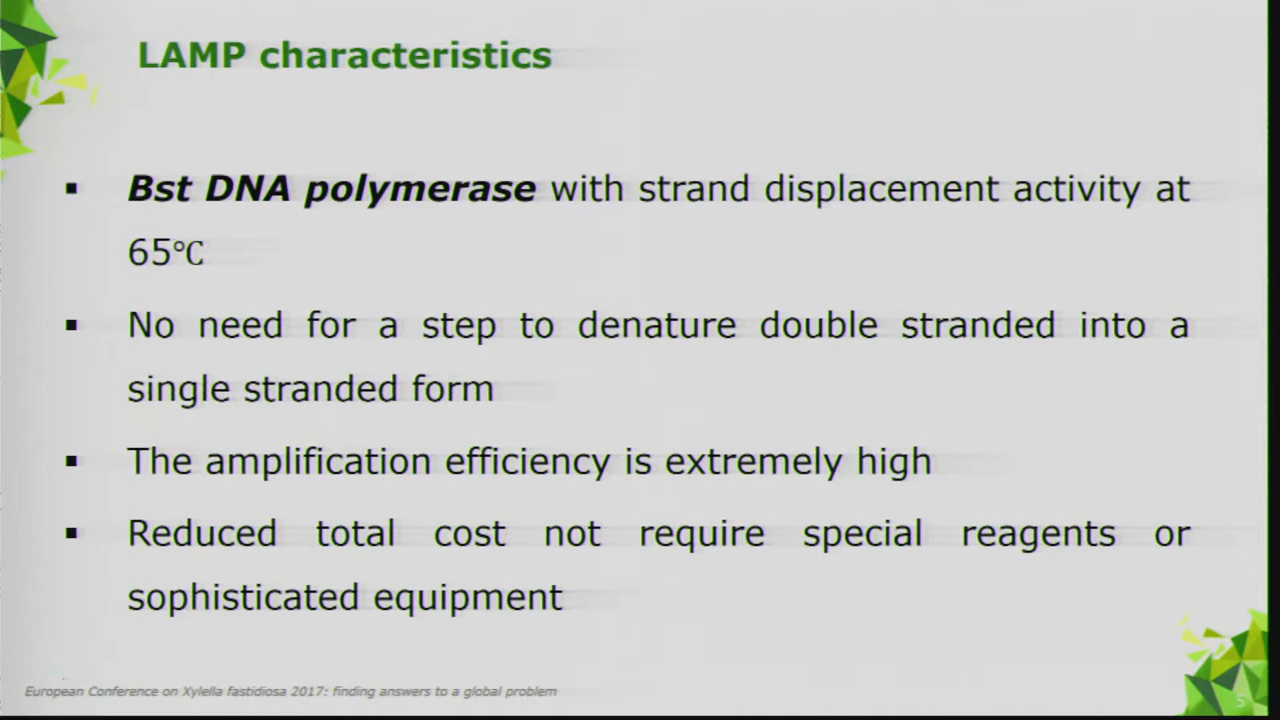 LAMP characteristics
▪ Bst DNA polymerase with strand displacement activity at
65℃
▪ No need for a step to denature double stranded into a
single stranded form
▪ The amplification efficiency is extremely high
▪ Reduced total cost not require special reagents or
sophisticated equipment
European Conference on Xylella fastidiosa 2017: finding answers to a global problem
5